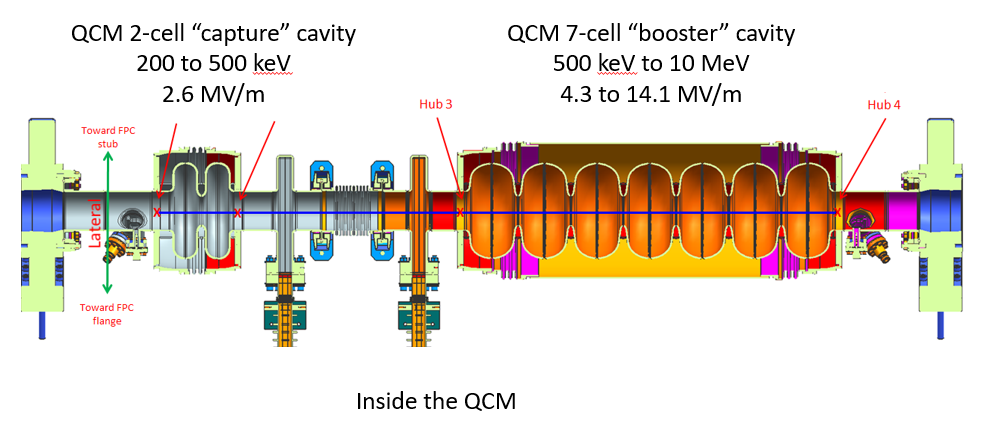 QCM 2-cell “capture” cavity
200 to 500 keV
2.6 MV/m
QCM 7-cell “booster” cavity
500 keV to 10 MeV
4.3 to 14.1 MV/m
Hub 3
Hub 4
Toward FPC
stub
Lateral
X
X
X
X
Toward FPC
flange
Inside the QCM